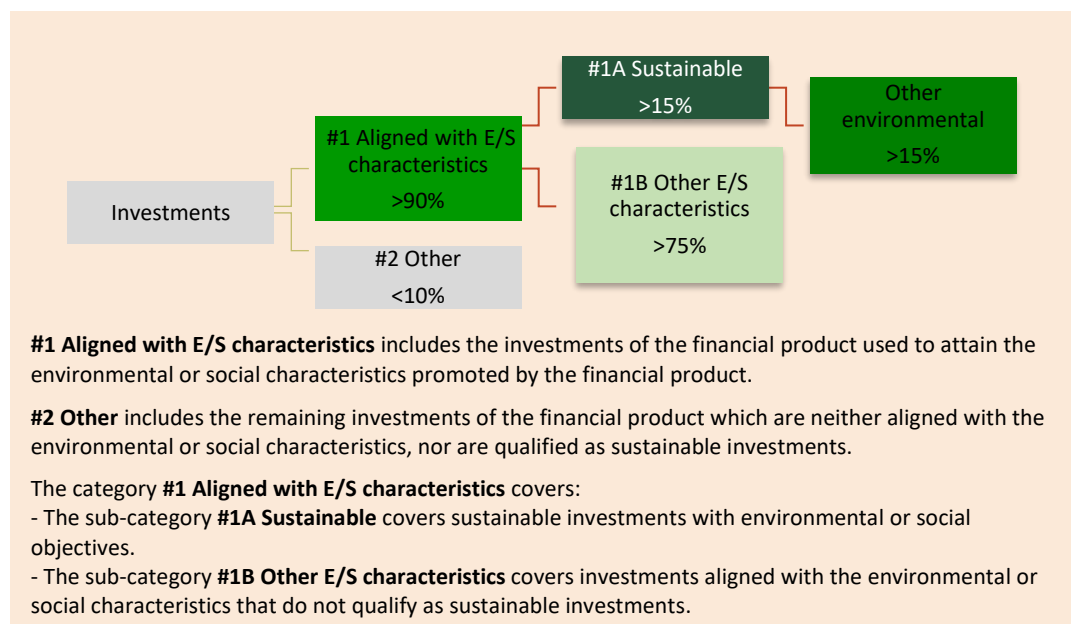 #1A Sustainable
>15%
Other
environmental
>15%
#1 Aligned with E/S
characteristics
>90%
#1B Other E/S
characteristics
>75%
Investments
#2 Other
<10%
#1 Aligned with E/S characteristics includes the investments of the financial product used to attain the
environmental or social characteristics promoted by the financial product.
#2 Other includes the remaining investments of the financial product which are neither aligned with the
environmental or social characteristics, nor are qualified as sustainable investments.
The category #1 Aligned with E/S characteristics covers:
- The sub-category #1A Sustainable covers sustainable investments with environmental or social
objectives.
- The sub-category #1B Other E/S characteristics covers investments aligned with the environmental or
social characteristics that do not qualify as sustainable investments.